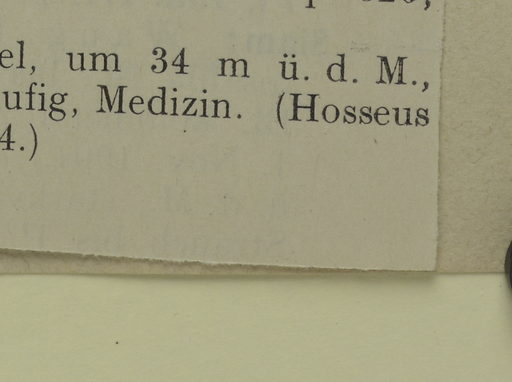 el, um 34 m ü. d. M.,
ufig, Medizin. (Hosseus
4.)